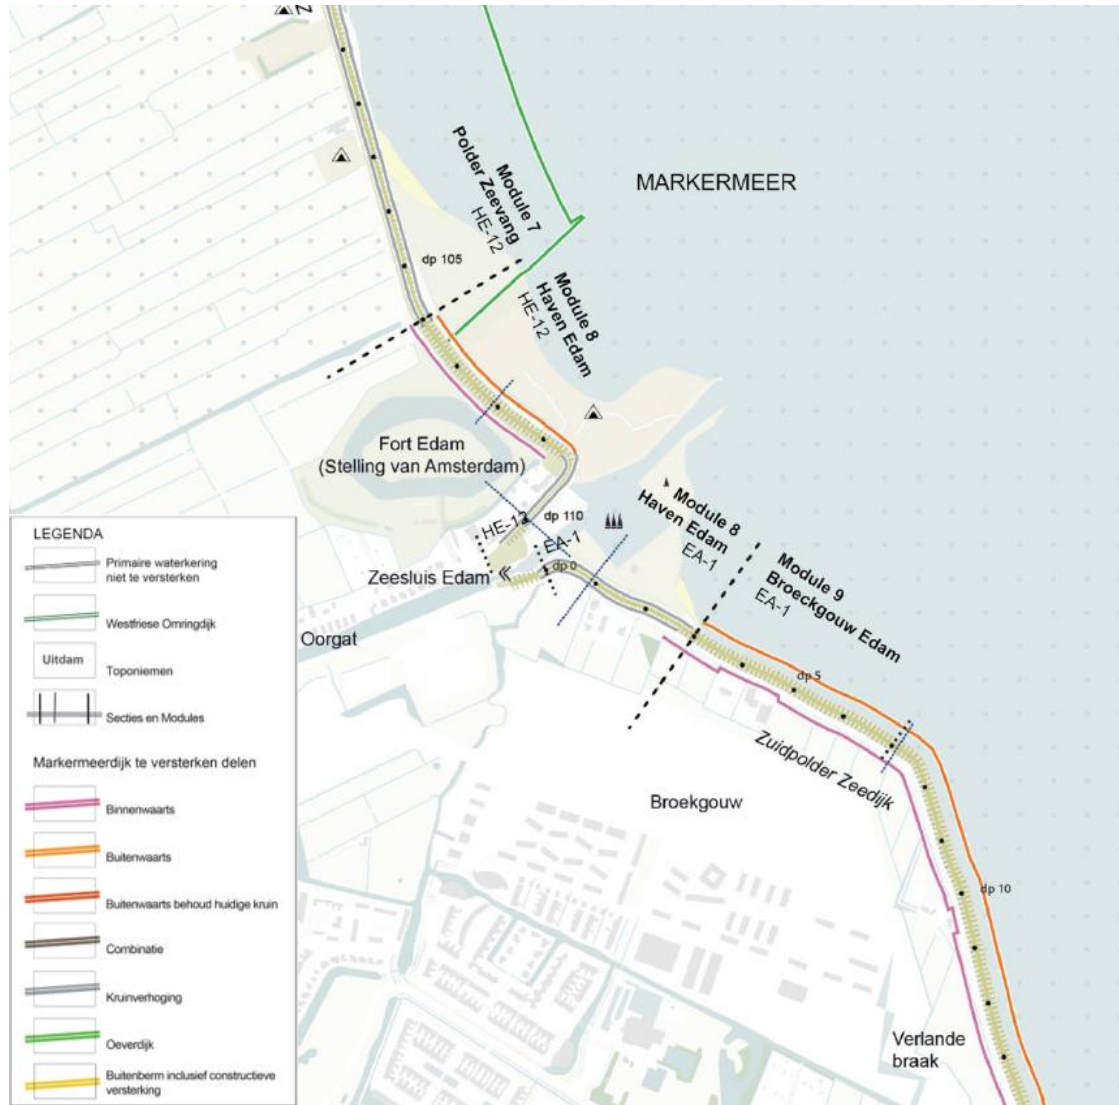 Z
MARKERMEER
Module 7
Polder Zeevang
HE-12
dp 105
Module 8
Haven Edam
HE-12
Fort Edam
(Stelling van Amsterdam)
HE-12
dp 110
EA-1
dp 0
Zeesluis Edam
Oorgat
Module 8
Haven Edam
EA-1
Module 9
Broeckgouw Edam
EA-1
dp 5
Zuidpolder Zeedijk
Broekgouw
dp 10
Verlande
braak
LEGENDA
Primaire waterkering
niet te versterken
Westfriese Omringdijk
Uitdam
Toponiemen
Secties en Modules
Markermeerdijk te versterken delen
Binnenwaarts
Buitenwaarts
Buitenwaarts behoud huidige kruin
Combinatie
Kruinverhoging
Oeverdijk
Buitenberm inclusief constructieve
versterking